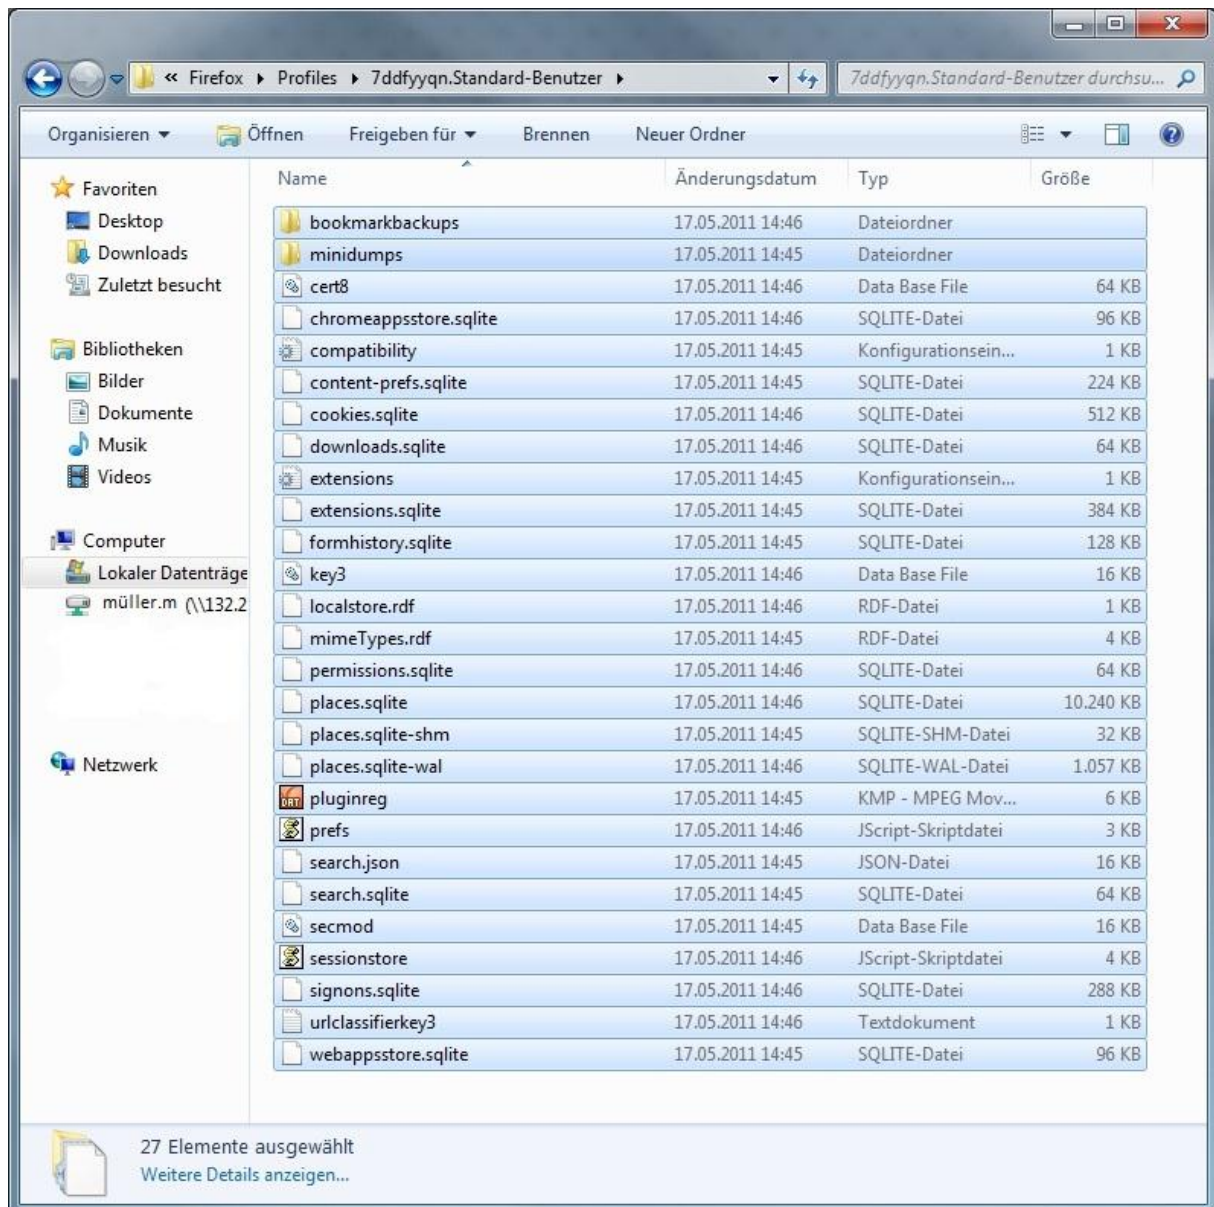 « Firefox ▸ Profiles ▸ 7ddfyyqn.Standard-Benutzer ▸ 7ddfyyqn.Standard-Benutzer durchsu...
Organisieren Öffnen Freigeben für Brennen Neuer Ordner
Name Änderungsdatum Typ Größe
Favoriten
Desktop
Downloads
Zuletzt besucht
Bibliotheken
Bilder
Dokumente
Musik
Videos
Computer
Lokaler Datenträge
müller.m (\\132.2
Netzwerk
bookmarkbackups 17.05.2011 14:46 Dateiordner
minidumps 17.05.2011 14:45 Dateiordner
cert8 17.05.2011 14:46 Data Base File 64 KB
chromeappsstore.sqlite 17.05.2011 14:46 SQLITE-Datei 96 KB
compatibility 17.05.2011 14:45 Konfigurationsein... 1 KB
content-prefs.sqlite 17.05.2011 14:45 SQLITE-Datei 224 KB
cookies.sqlite 17.05.2011 14:46 SQLITE-Datei 512 KB
downloads.sqlite 17.05.2011 14:46 SQLITE-Datei 64 KB
extensions 17.05.2011 14:45 Konfigurationsein... 1 KB
extensions.sqlite 17.05.2011 14:45 SQLITE-Datei 384 KB
formhistory.sqlite 17.05.2011 14:46 SQLITE-Datei 128 KB
key3 17.05.2011 14:46 Data Base File 16 KB
localstore.rdf 17.05.2011 14:46 RDF-Datei 1 KB
mimeTypes.rdf 17.05.2011 14:45 RDF-Datei 4 KB
permissions.sqlite 17.05.2011 14:46 SQLITE-Datei 64 KB
places.sqlite 17.05.2011 14:46 SQLITE-Datei 10.240 KB
places.sqlite-shm 17.05.2011 14:45 SQLITE-SHM-Datei 32 KB
places.sqlite-wal 17.05.2011 14:46 SQLITE-WAL-Datei 1.057 KB
pluginreg 17.05.2011 14:45 KMP - MPEG Mov... 6 KB
prefs 17.05.2011 14:46 JScript-Skriptdatei 3 KB
search.json 17.05.2011 14:45 JSON-Datei 16 KB
search.sqlite 17.05.2011 14:45 SQLITE-Datei 64 KB
secmod 17.05.2011 14:45 Data Base File 16 KB
sessionstore 17.05.2011 14:46 JScript-Skriptdatei 4 KB
signons.sqlite 17.05.2011 14:46 SQLITE-Datei 288 KB
urlclassifierkey3 17.05.2011 14:46 Textdokument 1 KB
webappsstore.sqlite 17.05.2011 14:45 SQLITE-Datei 96 KB
27 Elemente ausgewählt
Weitere Details anzeigen...